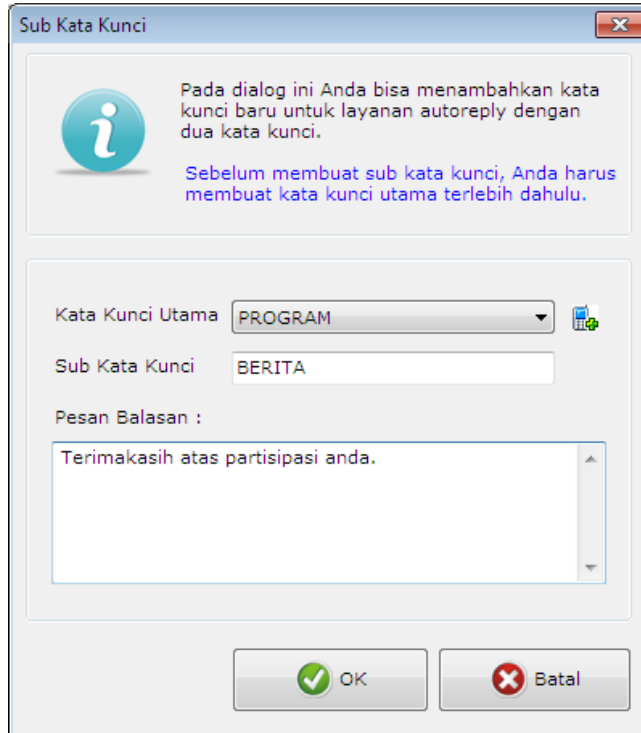 Sub Kata Kunci
Pada dialog ini Anda bisa menambahkan kata
kunci baru untuk layanan autoreply dengan
dua kata kunci.
Sebelum membuat sub kata kunci, Anda harus
membuat kata kunci utama terlebih dahulu.
Kata Kunci Utama PROGRAM
Sub Kata Kunci BERITA
Pesan Balasan :
Terimakasih atas partisipasi anda.
OK Batal